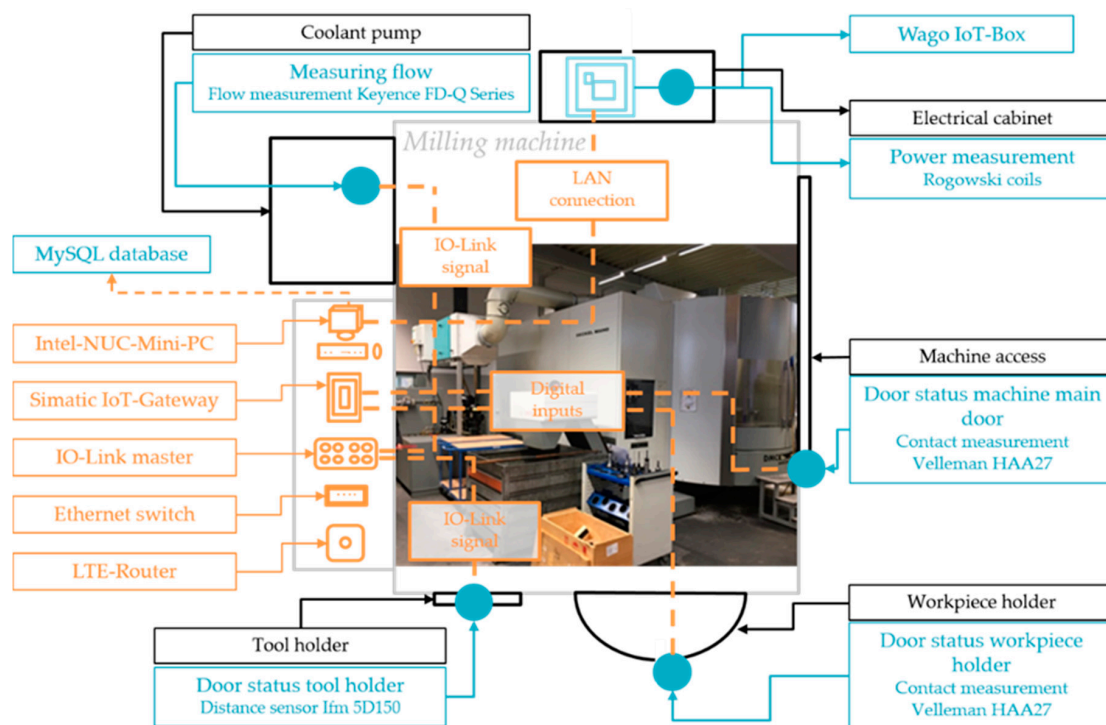 Coolant pump
Measuring flow
Flow measurement Keyence FD-Q Series
Wago IoT-Box
Electrical cabinet
Power measurement
Rogowski coils
Milling machine
LAN
connection
IO-Link
signal
MySQL database
Intel-NUC-Mini-PC
Simatic IoT-Gateway
IO-Link master
Ethernet switch
LTE-Router
Digital
inputs
IO-Link
signal
Machine access
Door status machine main
door
Contact measurement
Velleman HAA27
Tool holder
Door status tool holder
Distance sensor Ifm 5D150
Workpiece holder
Door status workpiece
holder
Contact measurement
Velleman HAA27